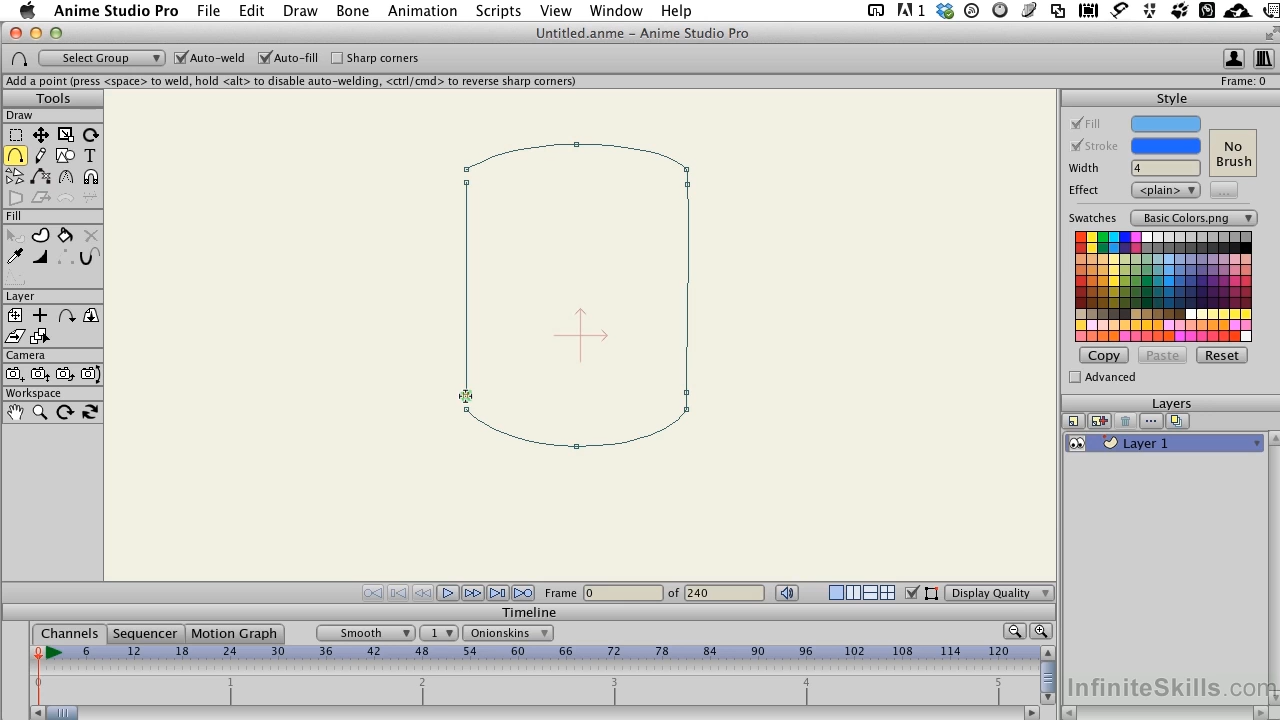 Anime Studio Pro File Edit Draw Bone Animation Scripts View Window Help 1
Untitled.anme – Anime Studio Pro
Select Group Auto-weld Auto-fill Sharp corners
Add a point (press <space> to weld, hold <alt> to disable auto-welding, <ctrl/cmd> to reverse sharp corners) Frame: 0
Tools
Draw
T
Fill
Layer
Camera
Workspace
Style
Fill
Stroke
No Brush
Width 4
Effect <plain> ...
Swatches Basic Colors.png
Copy Paste Reset
Advanced
Layers
Layer 1
Frame 0 of 240 Display Quality
Timeline
Channels Sequencer Motion Graph Smooth 1 Onionskins
0 6 12 18 24 30 36 42 48 54 60 66 72 78 84 90 96 102 108 114 120
0 1 2 3 4 5
InfiniteSkills.com